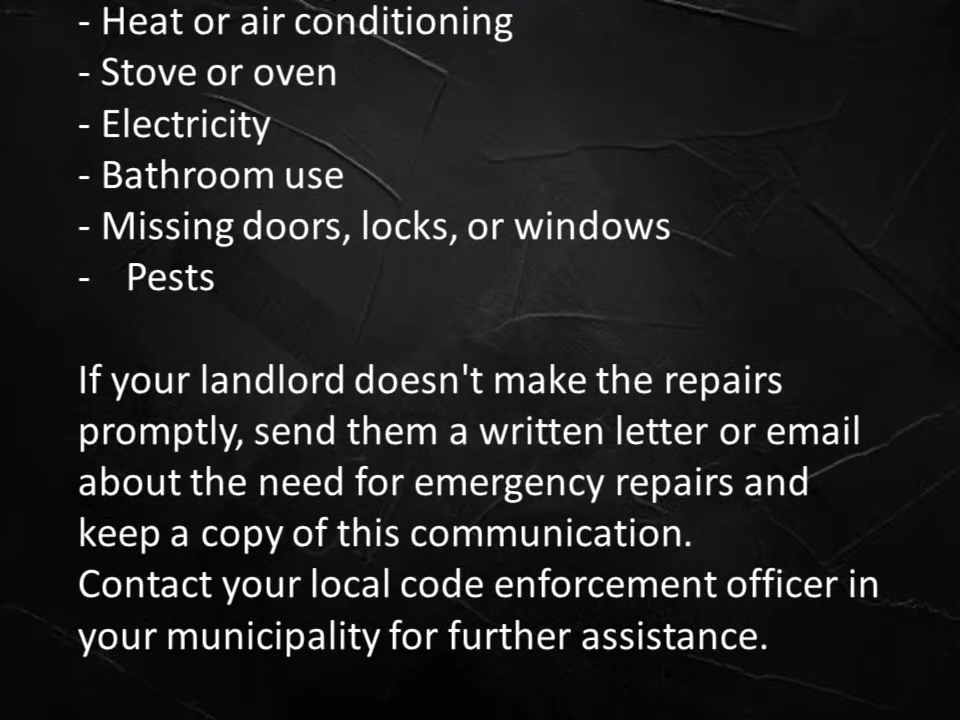 - Heat or air conditioning
- Stove or oven
- Electricity
- Bathroom use
- Missing doors, locks, or windows
-    Pests
If your landlord doesn't make the repairs
promptly, send them a written letter or email
about the need for emergency repairs and
keep a copy of this communication.
Contact your local code enforcement officer in
your municipality for further assistance.